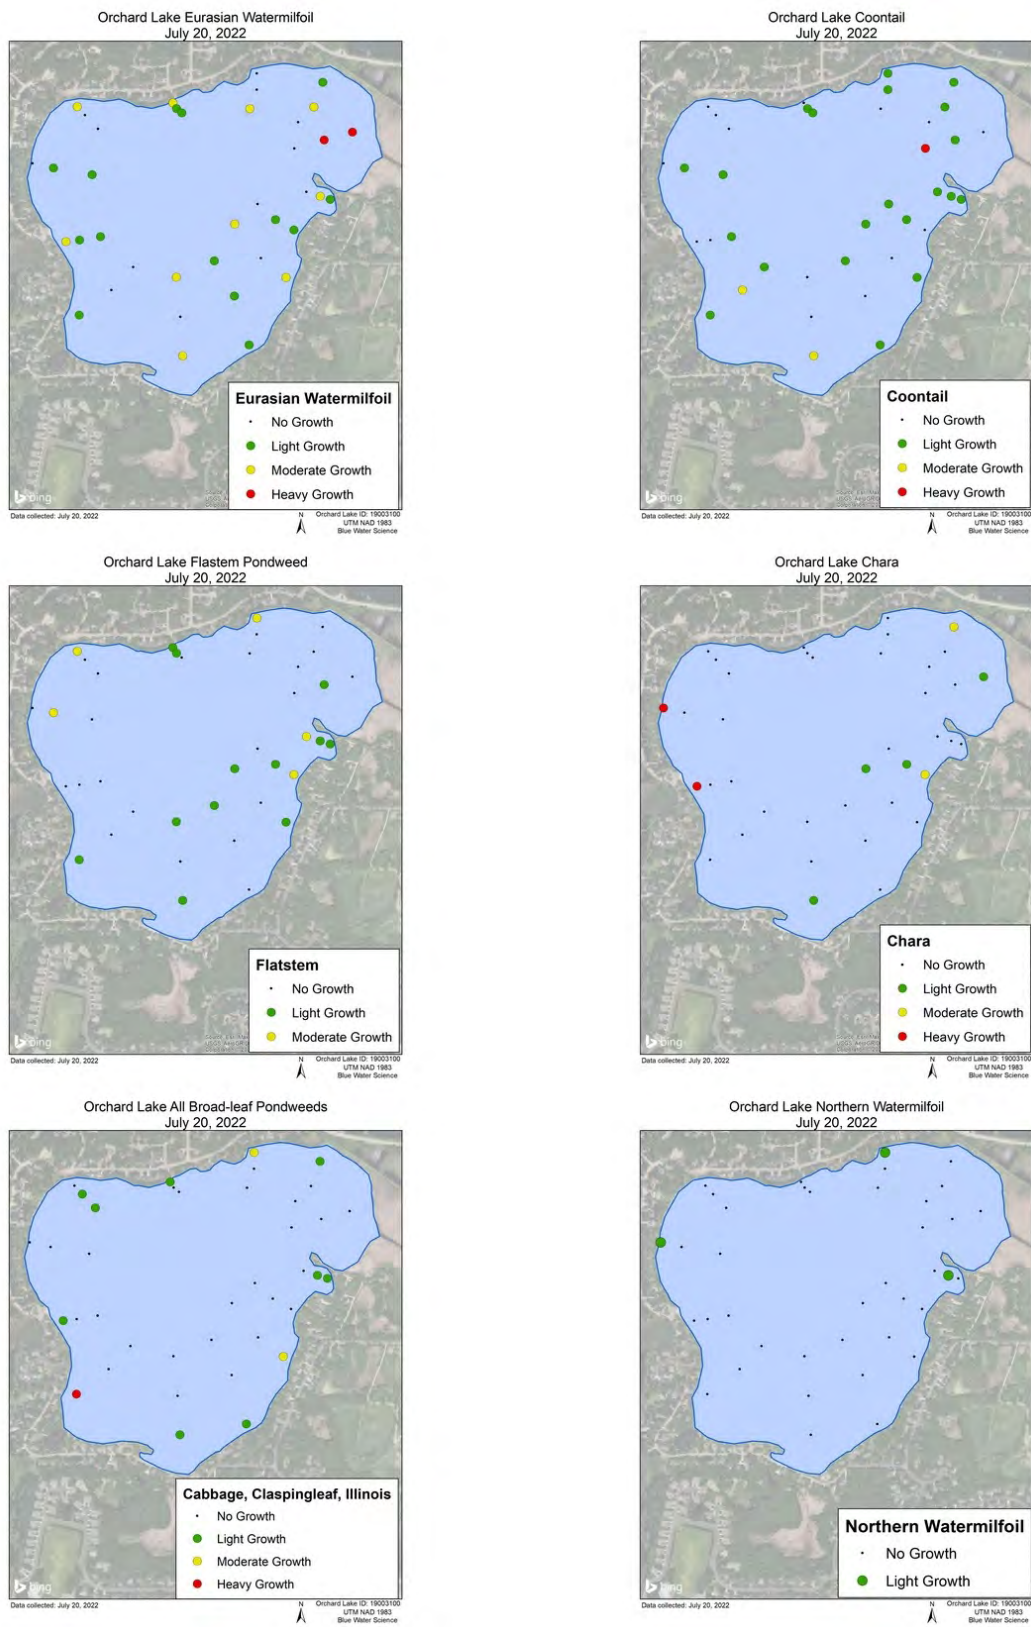 Orchard Lake Eurasian Watermilfoil
July 20, 2022
Eurasian Watermilfoil
No Growth
Light Growth
Moderate Growth
Heavy Growth
bing
Data collected: July 20, 2022
N
Orchard Lake ID: 19003100
UTM NAD 1983
Blue Water Science
Orchard Lake Coontail
July 20, 2022
Coontail
No Growth
Light Growth
Moderate Growth
Heavy Growth
bing
Data collected: July 20, 2022
N
Orchard Lake ID: 19003100
UTM NAD 1983
Blue Water Science
Orchard Lake Flastem Pondweed
July 20, 2022
Flatstem
No Growth
Light Growth
Moderate Growth
bing
Data collected: July 20, 2022
N
Orchard Lake ID: 19003100
UTM NAD 1983
Blue Water Science
Orchard Lake Chara
July 20, 2022
Chara
No Growth
Light Growth
Moderate Growth
Heavy Growth
bing
Data collected: July 20, 2022
N
Orchard Lake ID: 19003100
UTM NAD 1983
Blue Water Science
Orchard Lake All Broad-leaf Pondweeds
July 20, 2022
Cabbage, Claspingleaf, Illinois
No Growth
Light Growth
Moderate Growth
Heavy Growth
bing
Data collected: July 20, 2022
N
Orchard Lake ID: 19003100
UTM NAD 1983
Blue Water Science
Orchard Lake Northern Watermilfoil
July 20, 2022
Northern Watermilfoil
No Growth
Light Growth
bing
Data collected: July 20, 2022
N
Orchard Lake ID: 19003100
UTM NAD 1983
Blue Water Science